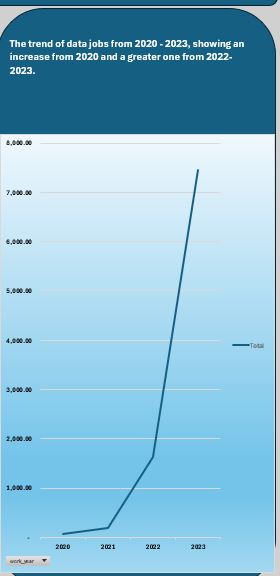 The trend of data jobs from 2020 - 2023, showing an
increase from 2020 and a greater one from 2022-
2023.
8,000.00
7,000.00
6,000.00
5,000.00
4,000.00
3,000.00
2,000.00
1,000.00
-
Total
2020 2021 2022 2023
work_year